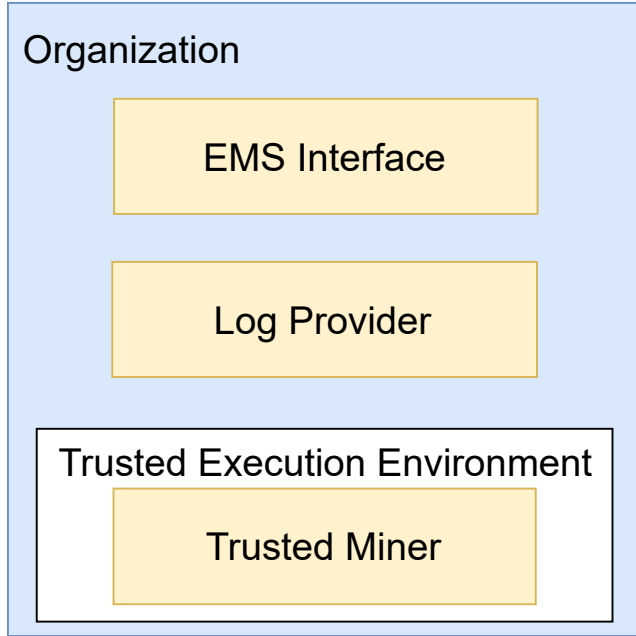 Organization
EMS Interface
Log Provider
Trusted Execution Environment
Trusted Miner